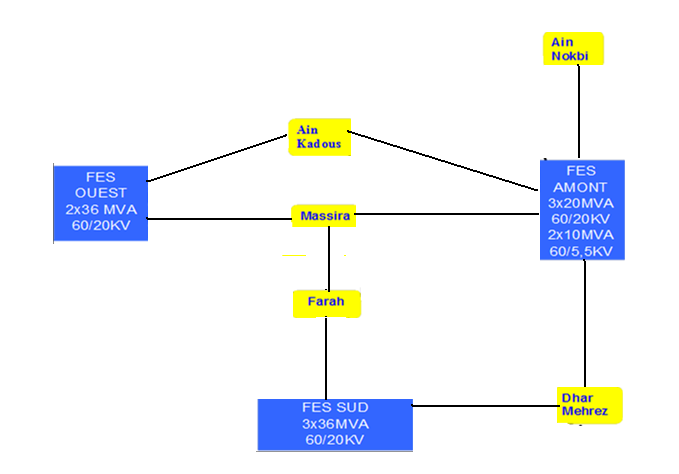 Ain
Nokbi
Ain
Kadous
FES
OUEST
2x36 MVA
60/20KV
FES
AMONT
3x20MVA
60/20KV
2x10MVA
60/5,5KV
Massira
Farah
Dhar
Mehrez
FES SUD
3x36MVA
60/20KV